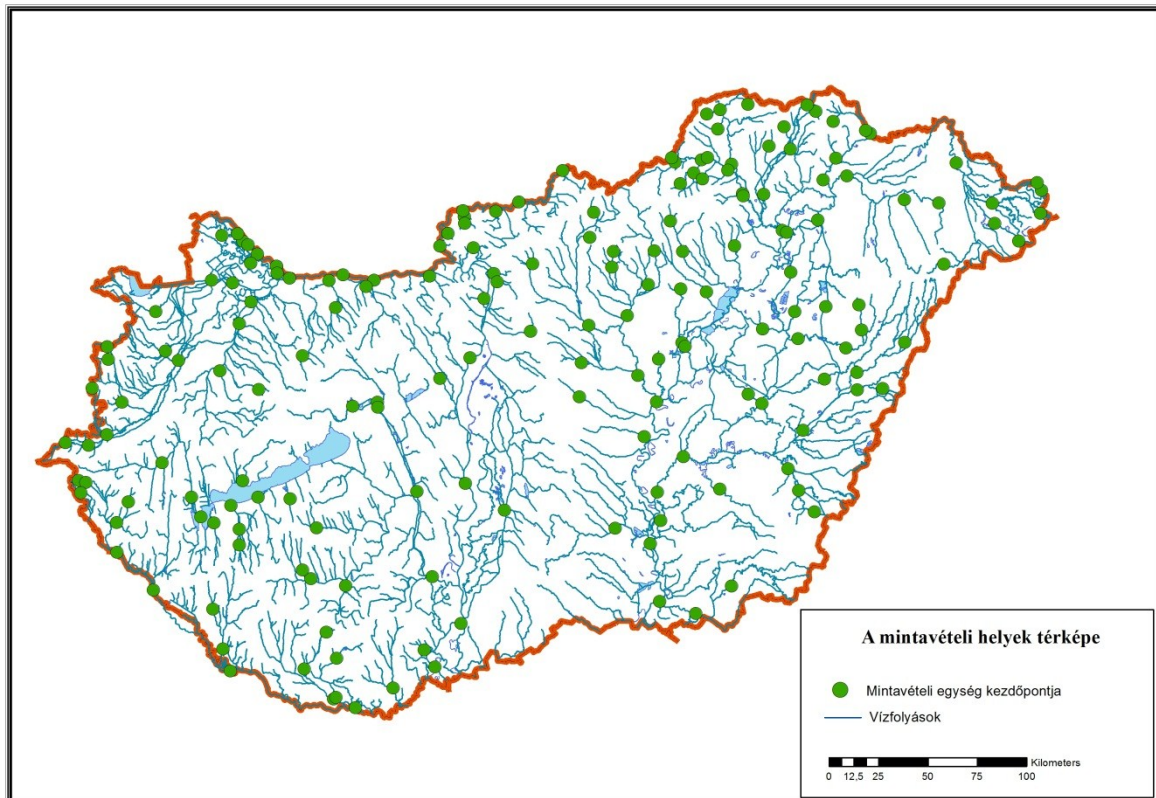 A mintavételi helyek térképe
Mintavételi egység kezdőpontja
Vízfolyások
Kilometers
0 12,5 25 50 75 100